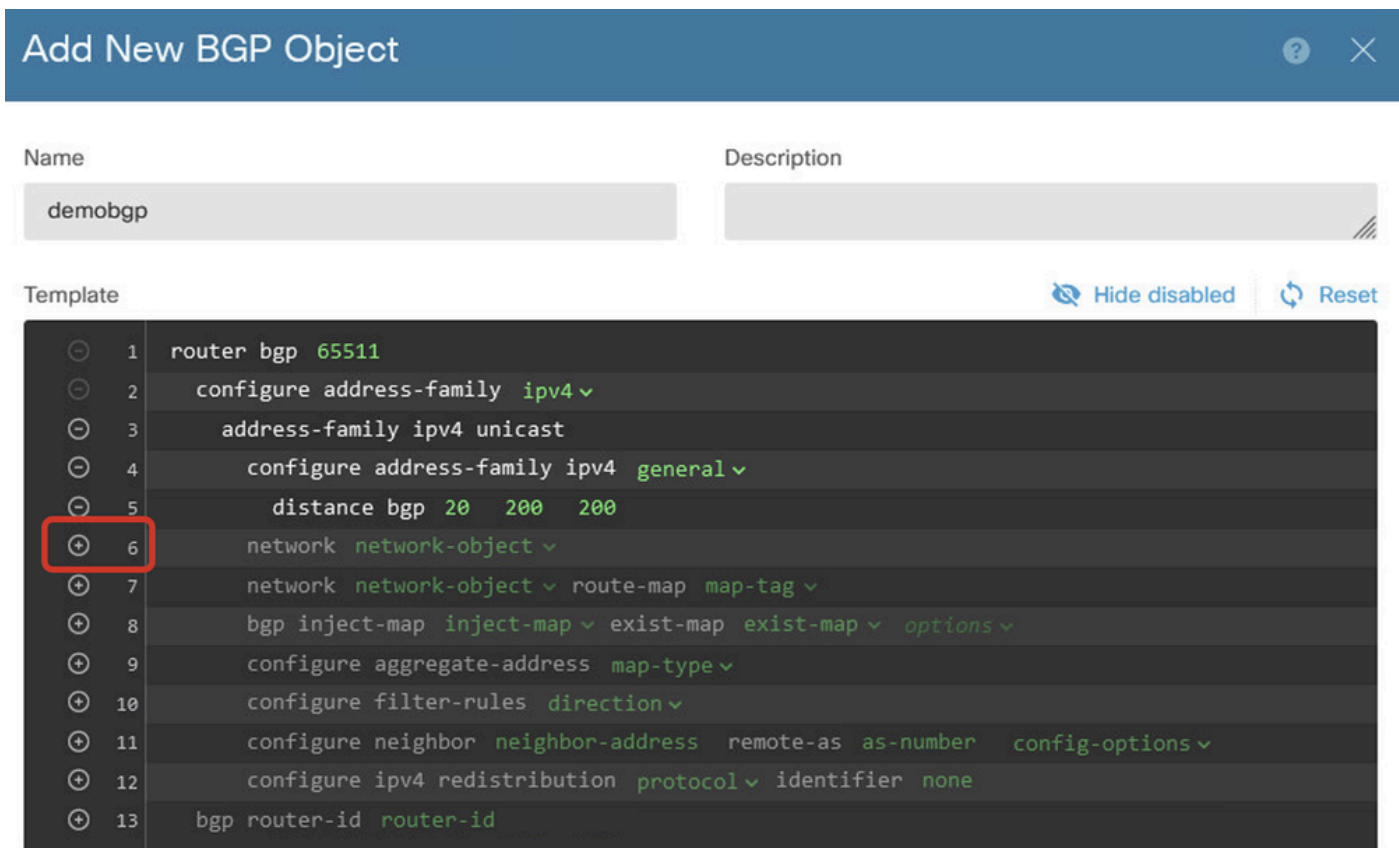 Add New BGP Object
Name
Description
demobgp
Template
Hide disabled
Reset
1 router bgp 65511
2 configure address-family ipv4
3 address-family ipv4 unicast
4 configure address-family ipv4 general
5 distance bgp 20 200 200
6 network network-object
7 network network-object route-map map-tag
8 bgp inject-map inject-map exist-map exist-map options
9 configure aggregate-address map-type
10 configure filter-rules direction
11 configure neighbor neighbor-address remote-as as-number config-options
12 configure ipv4 redistribution protocol identifier none
13 bgp router-id router-id